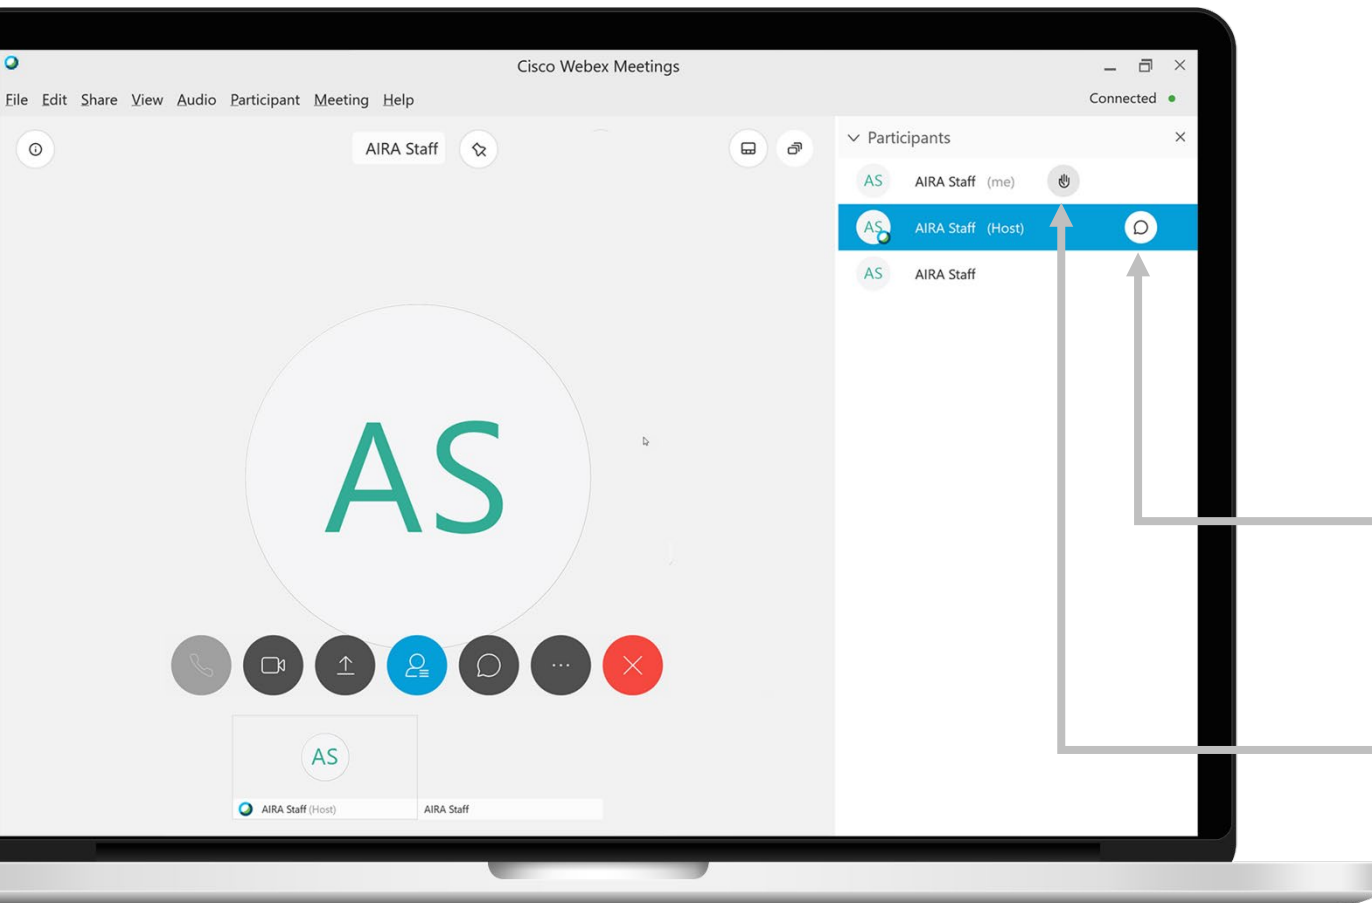 Cisco Webex Meetings
File Edit Share View Audio Participant Meeting Help
Connected
AIRA Staff
Participants
AS AIRA Staff (me)
AS AIRA Staff (Host)
AS AIRA Staff
AS
AS
AIRA Staff (Host)
AIRA Staff